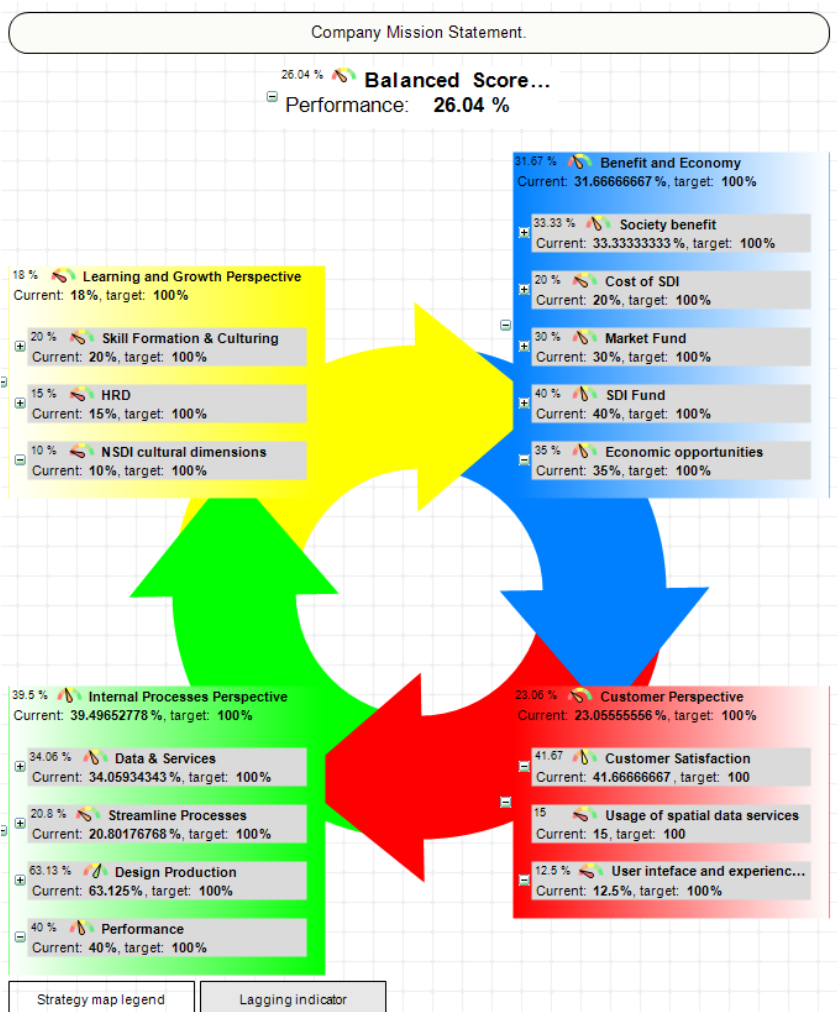 Company Mission Statement.
26.04 % Balanced Score...
Performance: 26.04 %
31.67 % Benefit and Economy
Current: 31.66666667%, target: 100%
33.33 % Society benefit
Current: 33.33333333%, target: 100%
20 % Cost of SDI
Current: 20%, target: 100%
30 % Market Fund
Current: 30%, target: 100%
40 % SDI Fund
Current: 40%, target: 100%
35 % Economic opportunities
Current: 35%, target: 100%
18 % Learning and Growth Perspective
Current: 18%, target: 100%
20 % Skill Formation & Culturing
Current: 20%, target: 100%
15 % HRD
Current: 15%, target: 100%
10 % NSDI cultural dimensions
Current: 10%, target: 100%
39.5 % Internal Processes Perspective
Current: 39.49652778%, target: 100%
34.06 % Data & Services
Current: 34.05934343%, target: 100%
20.8 % Streamline Processes
Current: 20.80176768%, target: 100%
63.13 % Design Production
Current: 63.125%, target: 100%
40 % Performance
Current: 40%, target: 100%
23.06 % Customer Perspective
Current: 23.05555556%, target: 100%
41.67 Customer Satisfaction
Current: 41.66666667, target: 100
15 Usage of spatial data services
Current: 15, target: 100
12.5 % User inteface and experienc...
Current: 12.5%, target: 100%
Strategy map legend
Lagging indicator